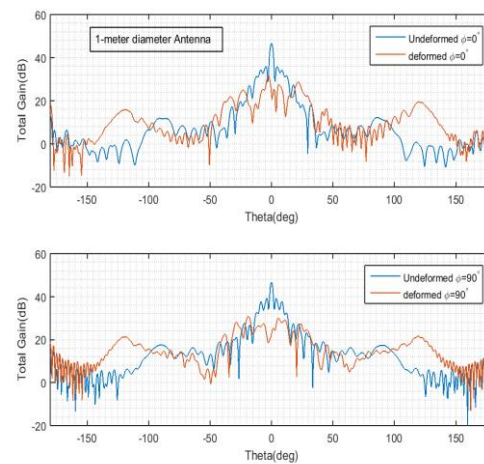 60
40
20
0
20
Total Gain(dB)
1-meter diameter Antenna
Undeformed ϕ=0°
deformed ϕ=0°
-150
-100
-50
0
50
100
150
Theta(deg)
60
40
20
0
20
Total Gain(dB)
Undeformed ϕ=90°
deformed ϕ=90°
-150
-100
-50
0
50
100
150
Theta(deg)